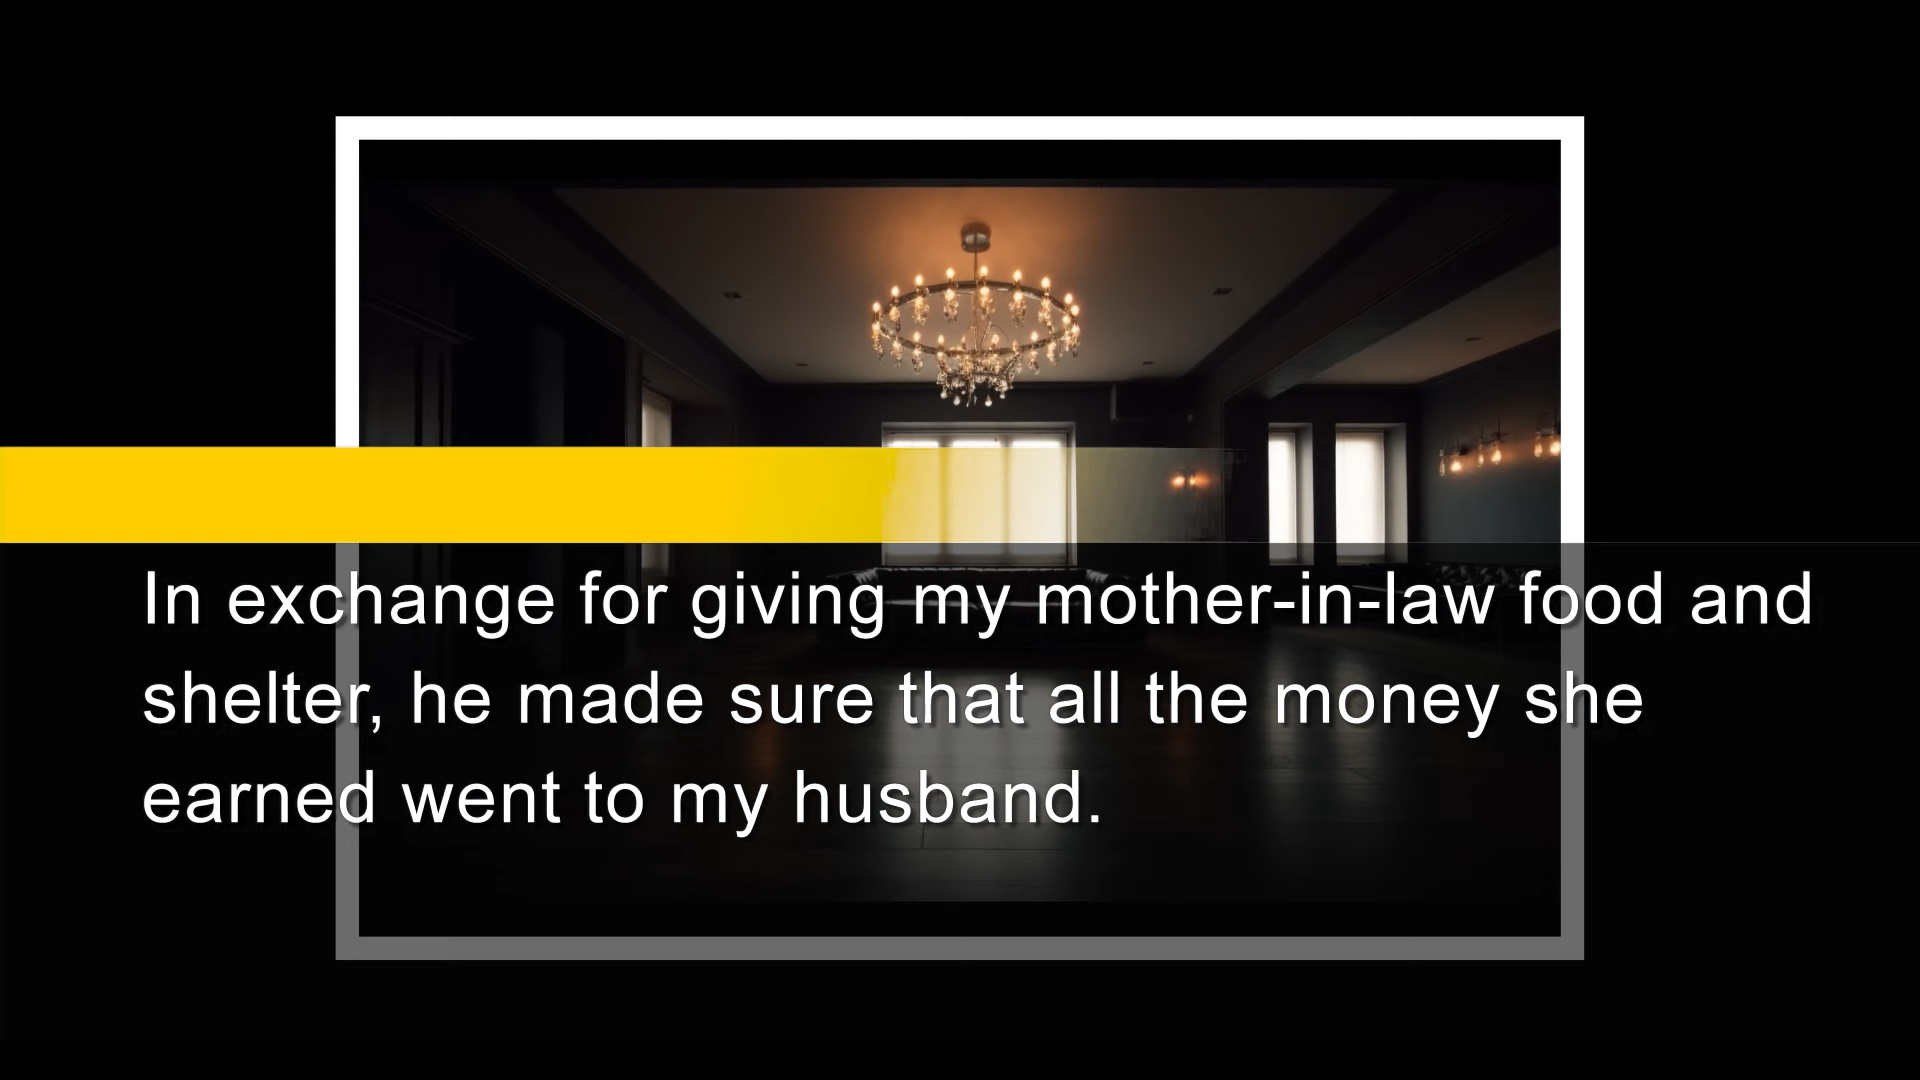 In exchange for giving my mother-in-law food and
shelter, he made sure that all the money she
earned went to my husband.